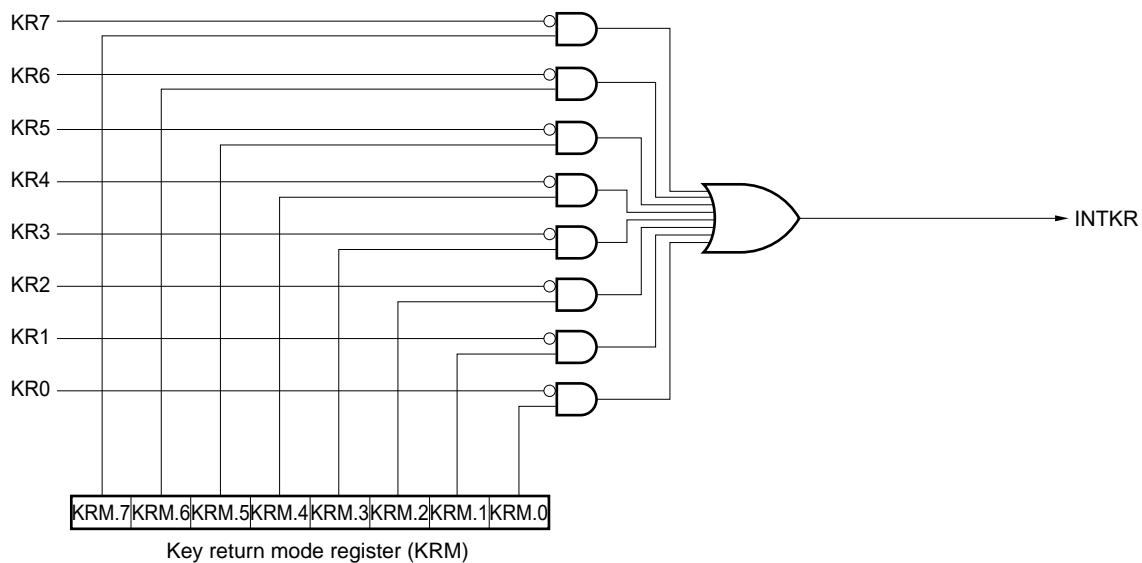 KR7
KR6
KR5
KR4
KR3
INTKR
KR2
KR1
KR0
KRM.7 KRM.6 KRM.5 KRM.4 KRM.3 KRM.2 KRM.1 KRM.0
Key return mode register (KRM)